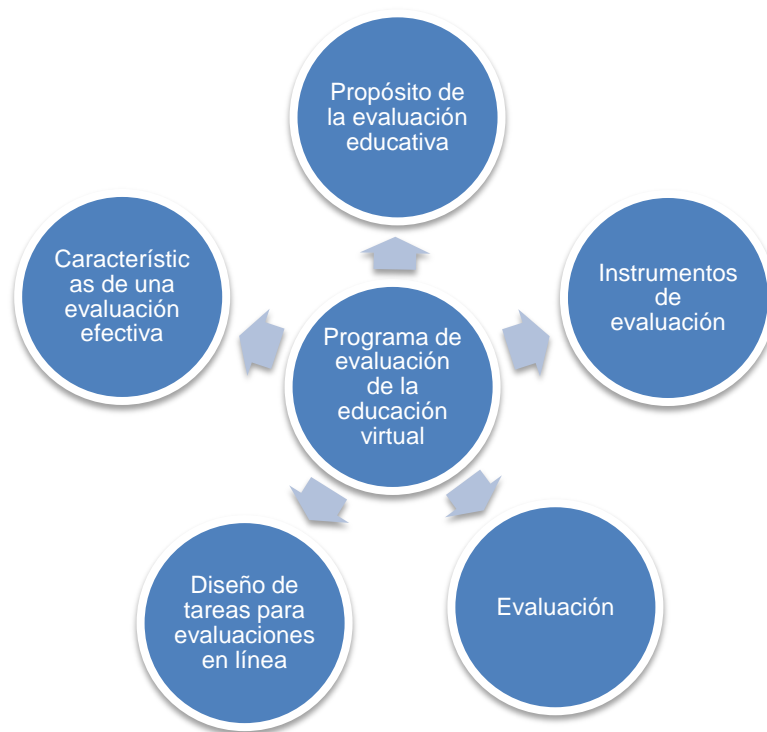 Propósito de
la evaluación
educativa
Característic
as de una
evaluación
efectiva
Instrumentos
de
evaluación
Programa de
evaluación
de la
educación
virtual
Diseño de
tareas para
evaluaciones
en línea
Evaluación